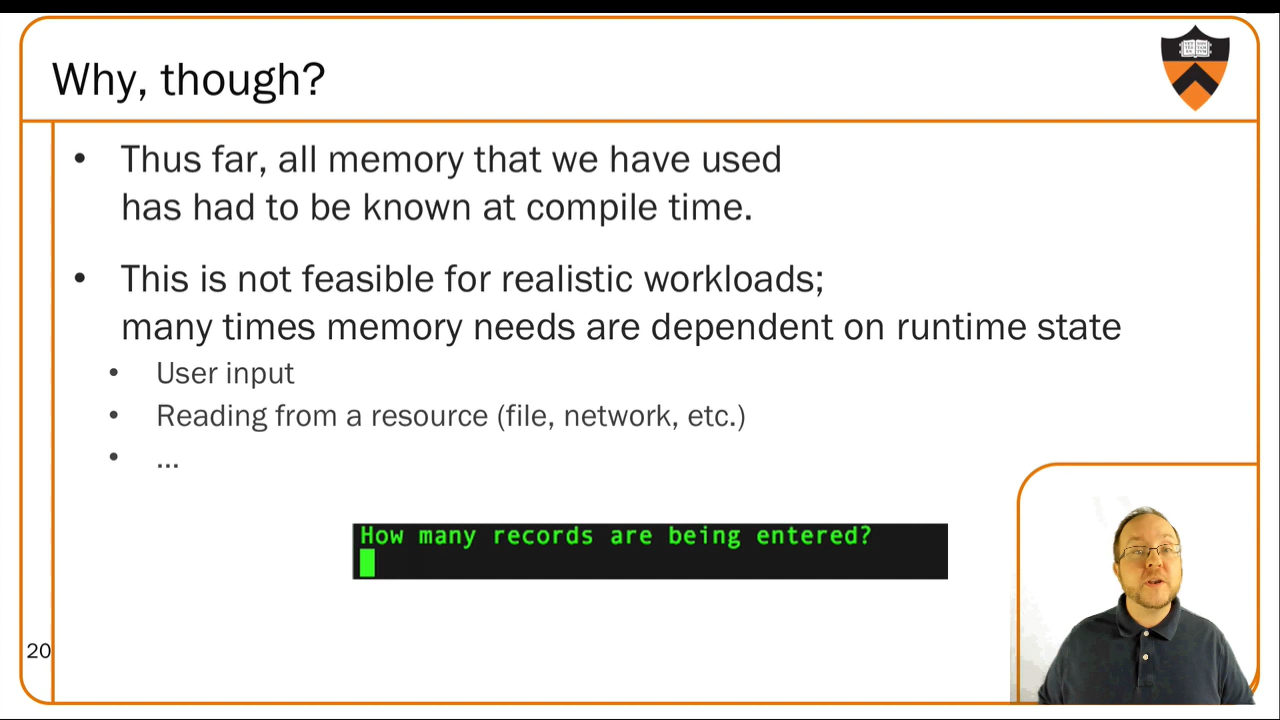 Why, though?
• Thus far, all memory that we have used
has had to be known at compile time.
• This is not feasible for realistic workloads;
many times memory needs are dependent on runtime state
• User input
• Reading from a resource (file, network, etc.)
• ...
How many records are being entered?
20